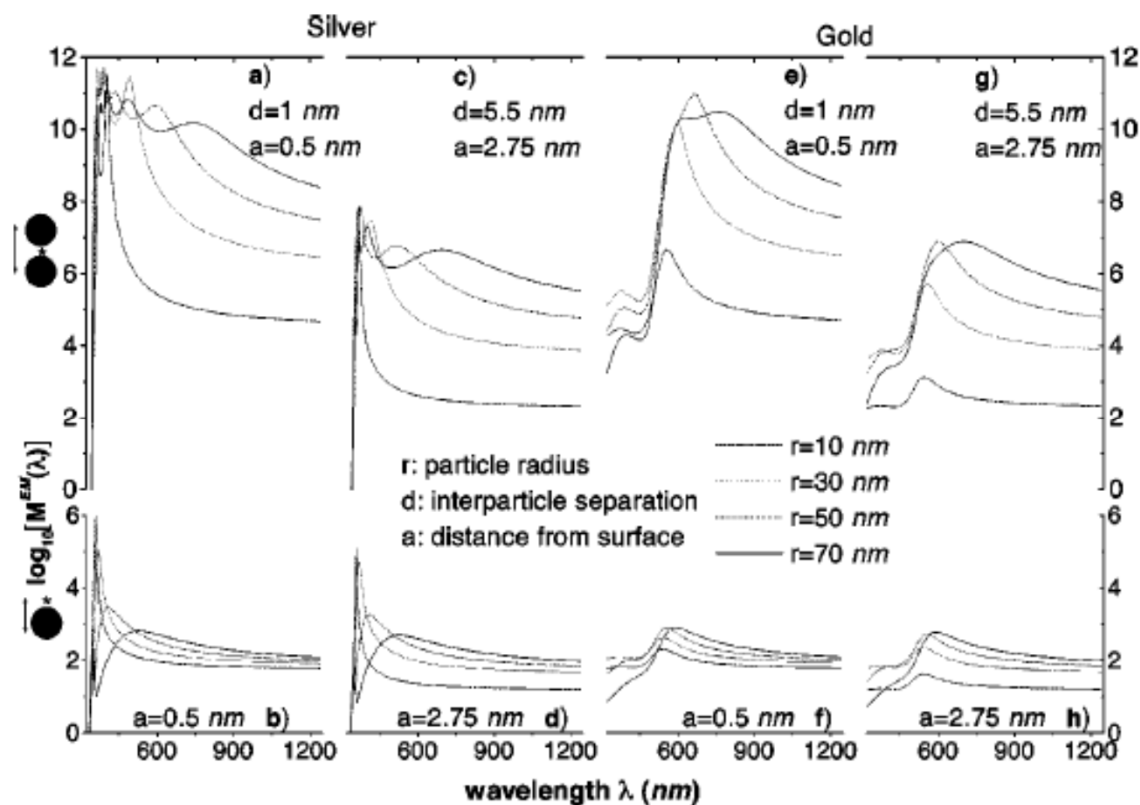 Silver
Gold
12
10
8
6
4
2
0
a)
d=1 nm
a=0.5 nm
c)
d=5.5 nm
a=2.75 nm
e)
d=1 nm
a=0.5 nm
g)
d=5.5 nm
a=2.75 nm
12
10
8
6
4
2
0
r: particle radius
d: interparticle separation
a: distance from surface
r=10 nm
r=30 nm
r=50 nm
r=70 nm
log₁₀[Mᴱᴹ(λ)]
6
4
2
0
*
*
a=0.5 nm b)
a=2.75 nm d)
a=0.5 nm f)
a=2.75 nm h)
6
4
2
0
600 900 1200
600 900 1200
600 900 1200
600 900 1200
wavelength λ (nm)